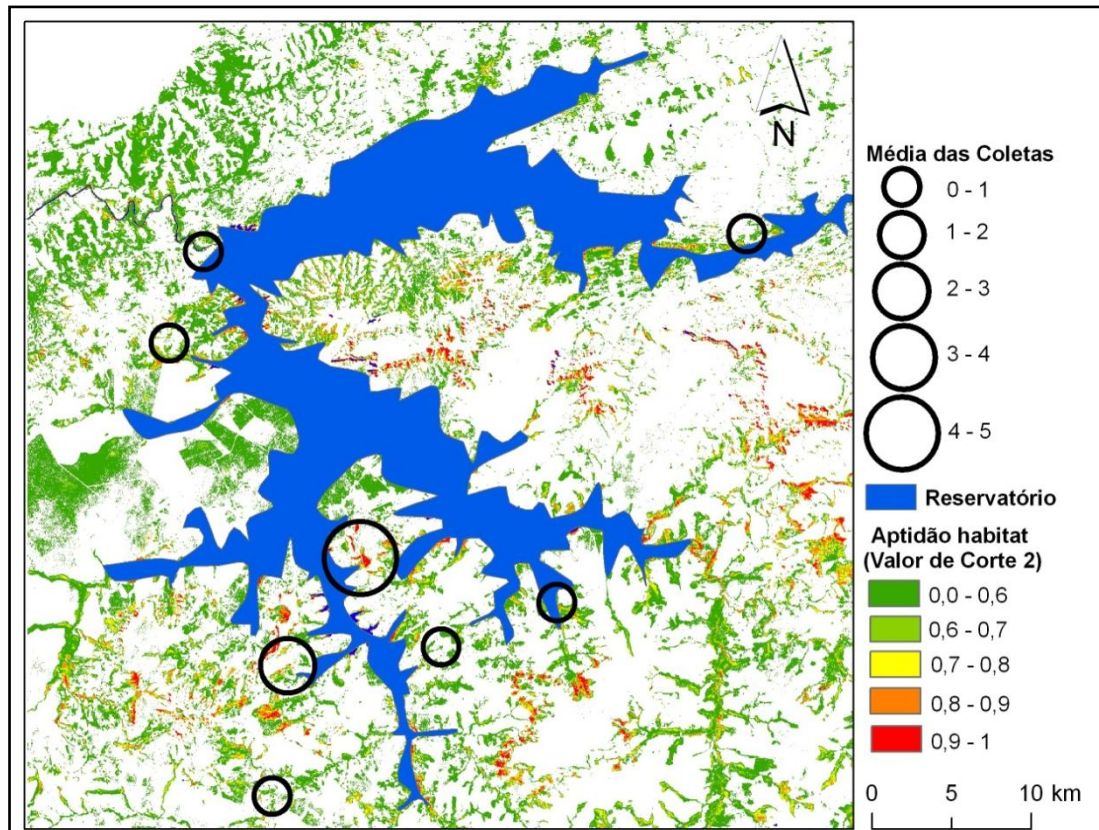 N
Média das Coletas
0 - 1
1 - 2
2 - 3
3 - 4
4 - 5
Reservatório
Aptidão habitat
(Valor de Corte 2)
0,0 - 0,6
0,6 - 0,7
0,7 - 0,8
0,8 - 0,9
0,9 - 1
0 5 10 km